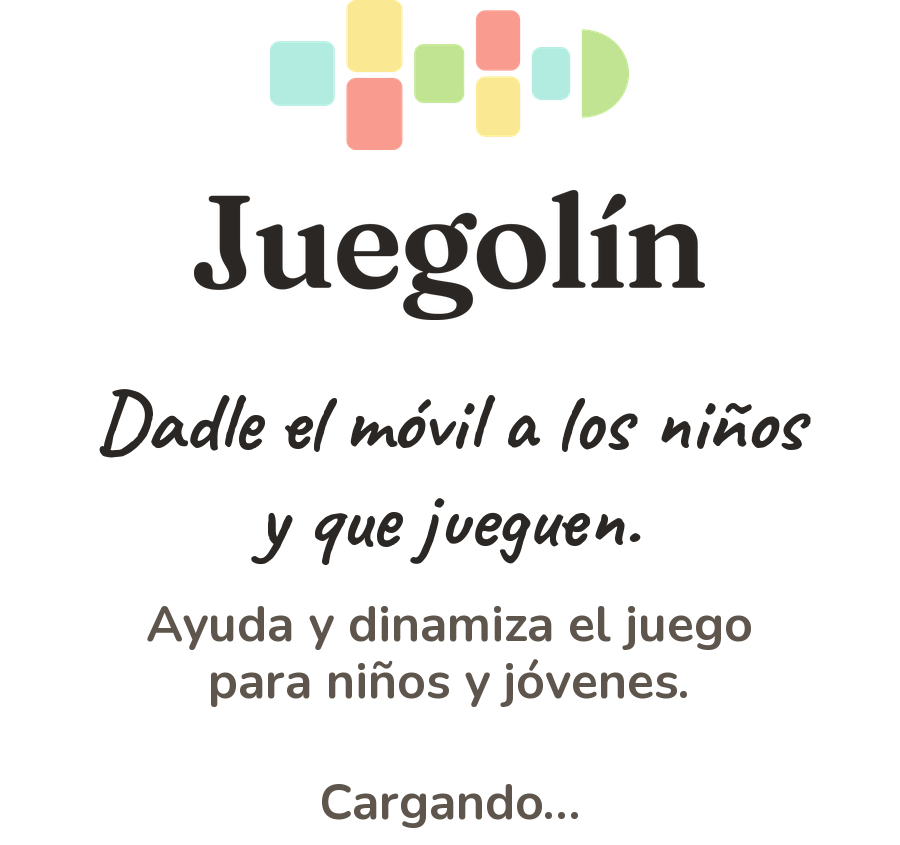 Juegolín
Dadle el móvil a los niños
y que jueguen.
Ayuda y dinamiza el juego
para niños y jóvenes.
Cargando...